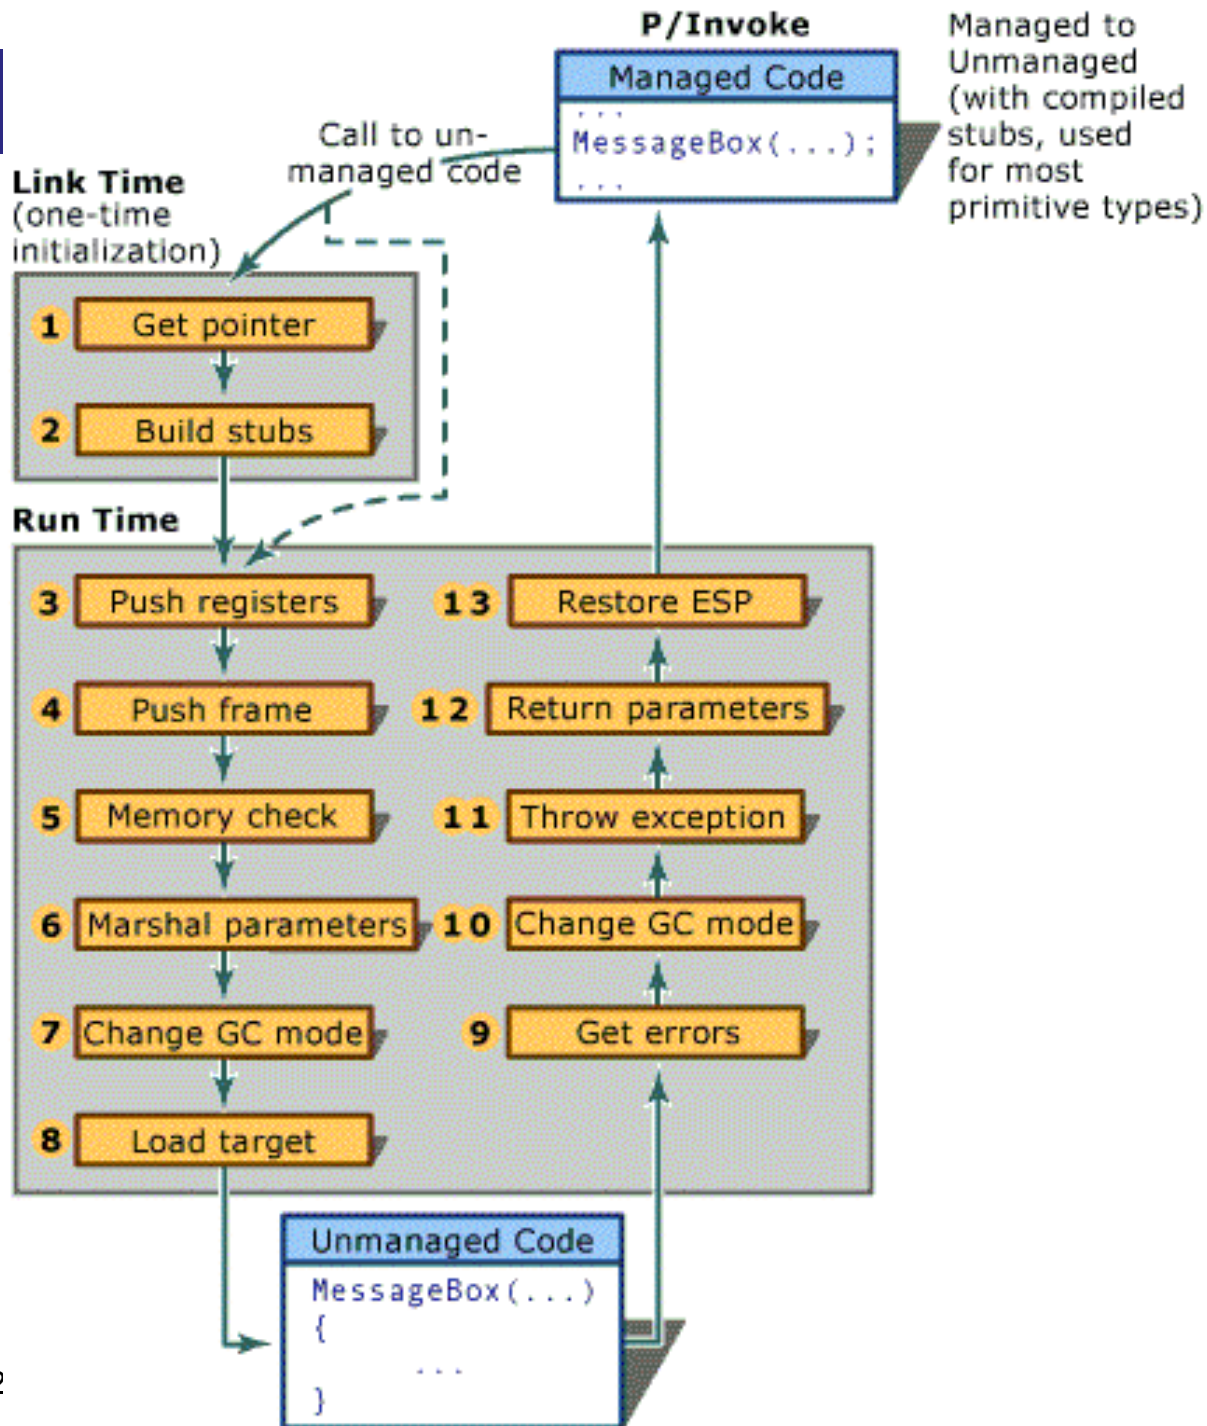 P/Invoke
Managed Code
...
MessageBox(...);
...
Managed to
Unmanaged
(with compiled
stubs, used
for most
primitive types)
Call to un-
managed code
Link Time
(one-time
initialization)
1 Get pointer
2 Build stubs
Run Time
3 Push registers
4 Push frame
5 Memory check
6 Marshal parameters
7 Change GC mode
8 Load target
13 Restore ESP
12 Return parameters
11 Throw exception
10 Change GC mode
9 Get errors
Unmanaged Code
MessageBox(...)
{
...
}